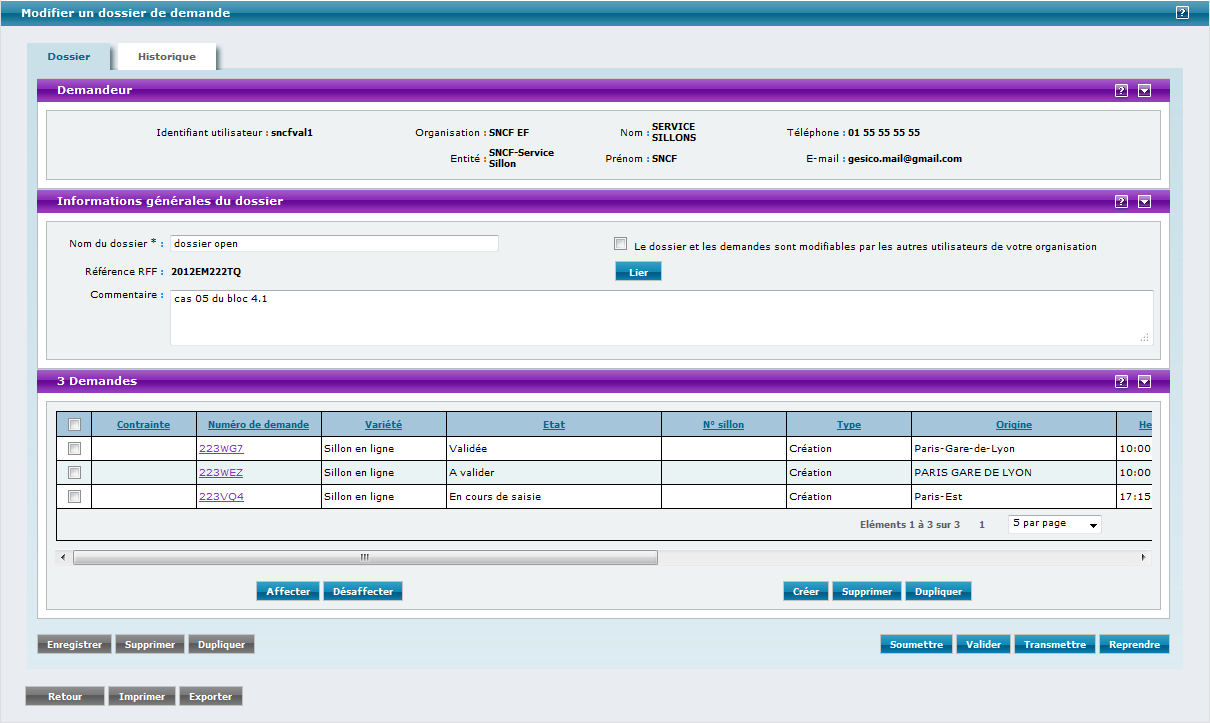 Modifier un dossier de demande ?
Dossier Historique
Demandeur ?
Identifiant utilisateur : sncfval1 Organisation : SNCF EF Nom : SERVICE SILLONS Téléphone : 01 55 55 55 55
Entité : SNCF-Service Sillon Prénom : SNCF E-mail : gesico.mail@gmail.com
Informations générales du dossier ?
Nom du dossier * : dossier open Le dossier et les demandes sont modifiables par les autres utilisateurs de votre organisation
Référence RFF : 2012EM222TQ Lier
Commentaire : cas 05 du bloc 4.1
3 Demandes ?
Contrainte Numéro de demande Variété Etat N° sillon Type Origine He
223WG7 Sillon en ligne Validée Création Paris-Gare-de-Lyon 10:00
223WEZ Sillon en ligne A valider Création PARIS GARE DE LYON 10:00
223VQ4 Sillon en ligne En cours de saisie Création Paris-Est 17:15
Eléments 1 à 3 sur 3 1 5 par page
Affecter Désaffecter Créer Supprimer Dupliquer
Enregistrer Supprimer Dupliquer Soumettre Valider Transmettre Reprendre
Retour Imprimer Exporter